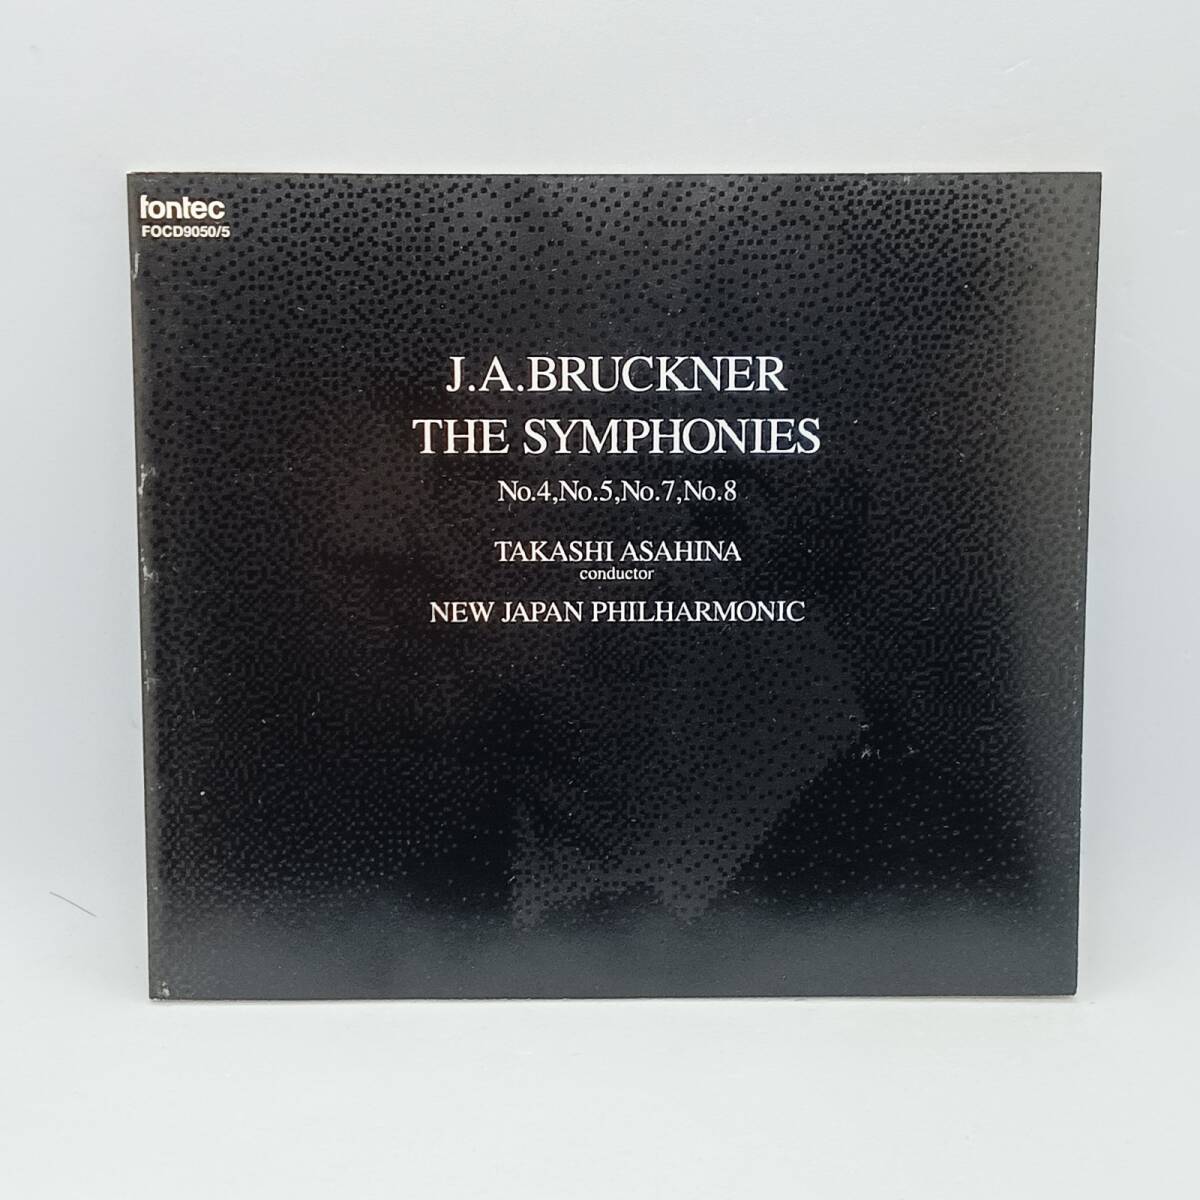 fontec
FOCD9050/5
J.A.BRUCKNER
THE SYMPHONIES
No.4,No.5,No.7,No.8
TAKASHI ASAHINA
conductor
NEW JAPAN PHILHARMONIC